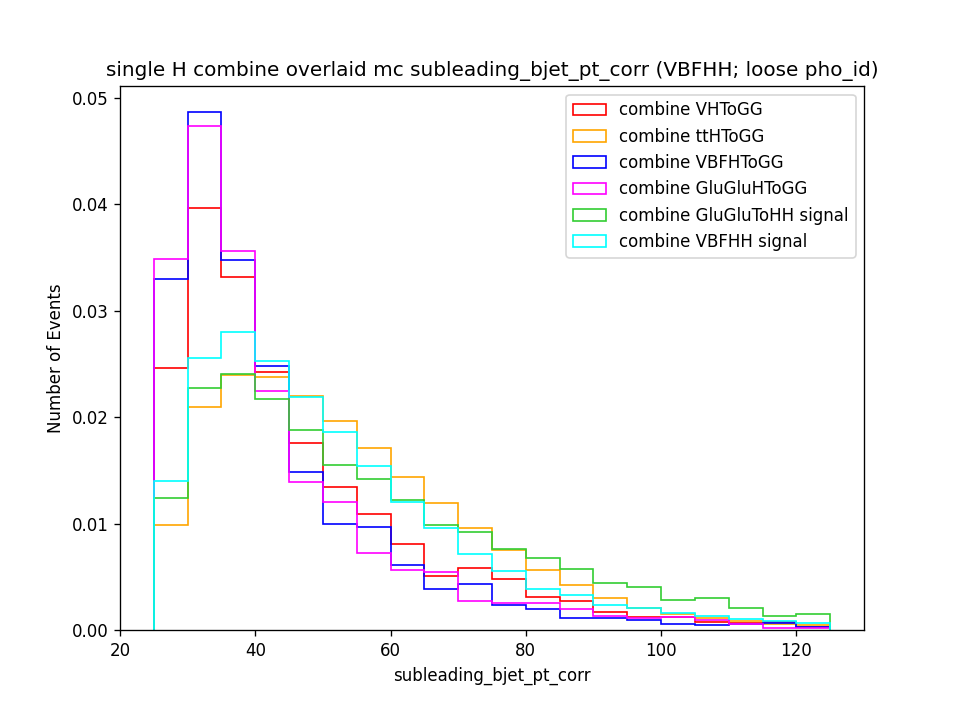 single H combine overlaid mc subleading_bjet_pt_corr (VBFHH; loose pho_id)
combine VHToGG
combine ttHToGG
combine VBFHToGG
combine GluGluHToGG
combine GluGluToHH signal
combine VBFHH signal
Number of Events
0.05
0.04
0.03
0.02
0.01
0.00
20
40
60
80
100
120
subleading_bjet_pt_corr